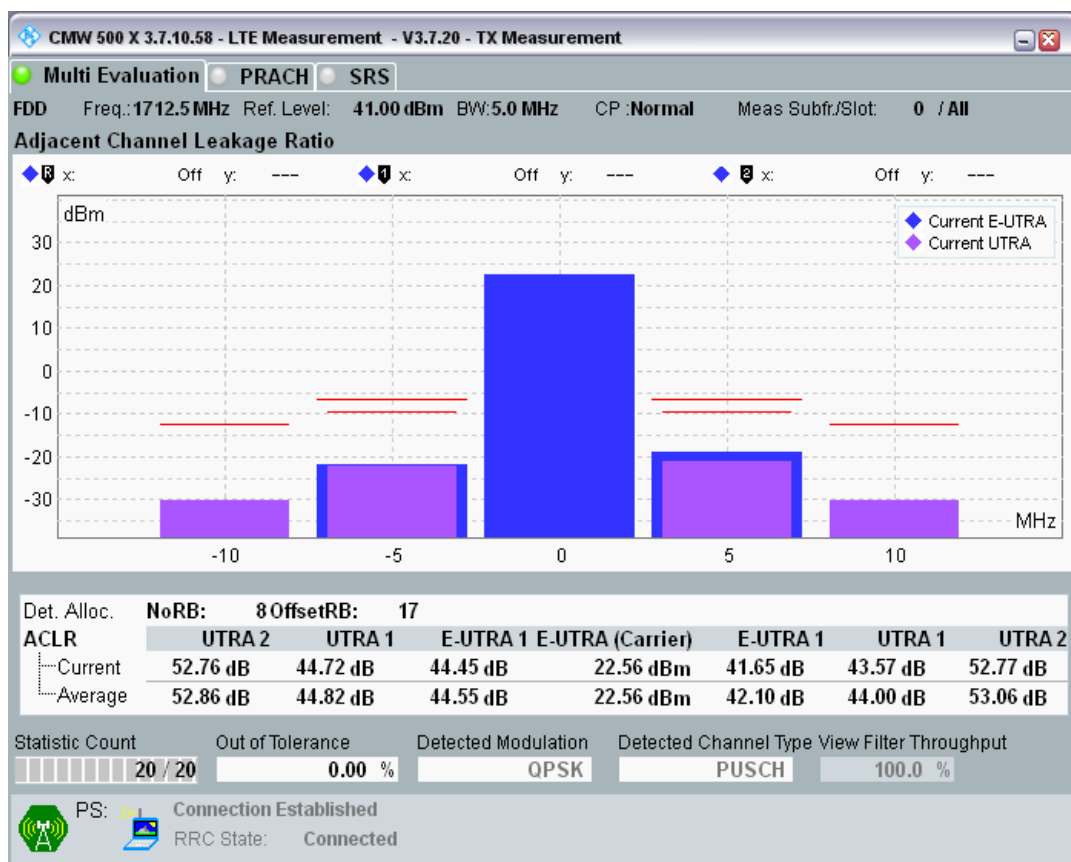 CMW 500 X 3.7.10.58 - LTE Measurement - V3.7.20 - TX Measurement
Multi Evaluation PRACH SRS
FDD Freq.:1712.5 MHz Ref. Level: 41.00 dBm BW:5.0 MHz CP :Normal Meas Subfr./Slot: 0 / All
Adjacent Channel Leakage Ratio
R x: Off y: --- 1 x: Off y: --- 2 x: Off y: ---
dBm
Current E-UTRA
Current UTRA
30
20
10
0
-10
-20
-30
MHz
-10 -5 0 5 10
Det. Alloc. NoRB: 8 OffsetRB: 17
ACLR UTRA 2 UTRA 1 E-UTRA 1 E-UTRA (Carrier) E-UTRA 1 UTRA 1 UTRA 2
Current 52.76 dB 44.72 dB 44.45 dB 22.56 dBm 41.65 dB 43.57 dB 52.77 dB
Average 52.86 dB 44.82 dB 44.55 dB 22.56 dBm 42.10 dB 44.00 dB 53.06 dB
Statistic Count Out of Tolerance Detected Modulation Detected Channel Type View Filter Throughput
20 / 20 0.00 % QPSK PUSCH 100.0 %
PS: Connection Established
RRC State: Connected